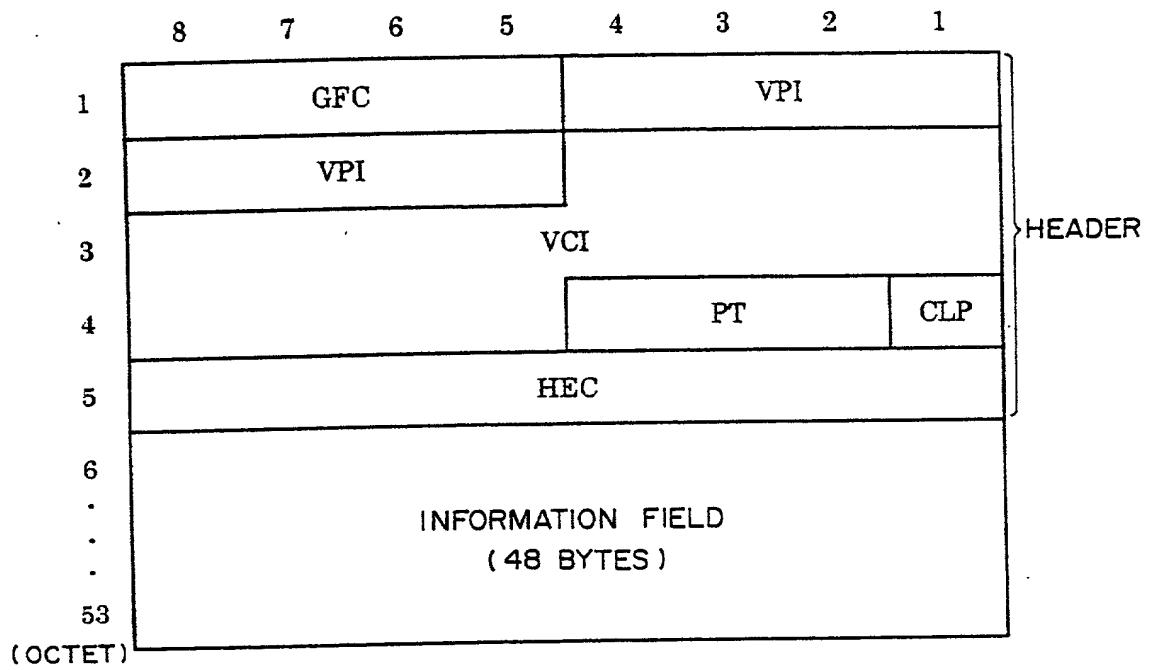 8 7 6 5 4 3 2 1
1 GFC VPI
2 VPI
3 VCI HEADER
4 PT CLP
5 HEC
6
.
. INFORMATION FIELD
. (48 BYTES)
53
(OCTET)